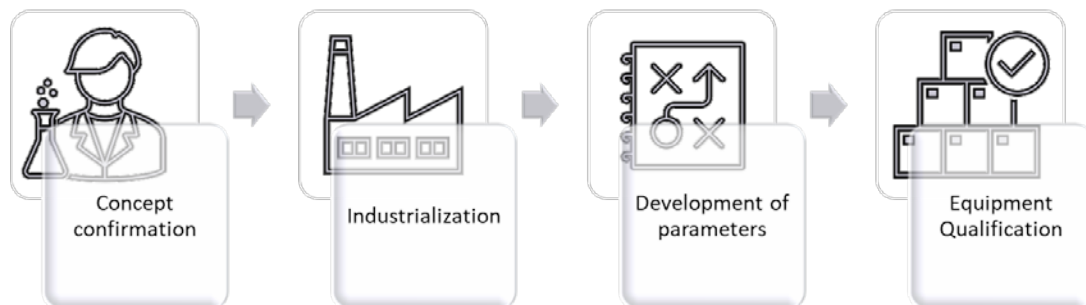 Concept
confirmation
Industrialization
Development of
parameters
Equipment
Qualification